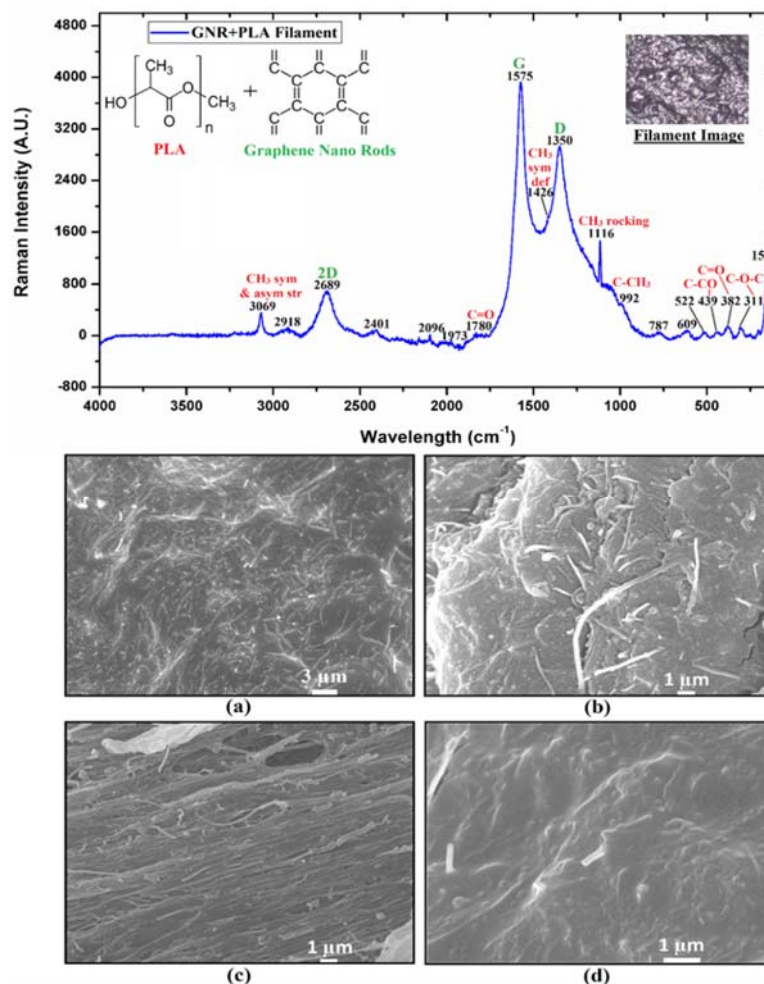 4800
4000
3200
2400
1600
800
0
-800
Raman Intensity (A.U.)
GNR+PLA Filament
CH₃
HO
O
CH₃
O
n
PLA
+
Graphene Nano Rods
G
1575
D
1350
CH₃
sym
def
1426
Filament Image
CH₃ rocking
1116
CH₃ sym
& asym str
3069
2918
2D
2689
2401
2096
1973
C=O
1780
C-CH₃
992
787
609
C-CO
522
439
C=O
382
C-O-C
311
15
4000
3500
3000
2500
2000
1500
1000
500
Wavelength (cm⁻¹)
3 µm
(a)
1 µm
(b)
1 µm
(c)
1 µm
(d)